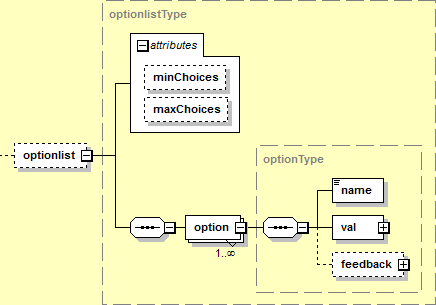 optionlistType
attributes
minChoices
maxChoices
optionlist
optionType
name
option
val
1..∞
feedback